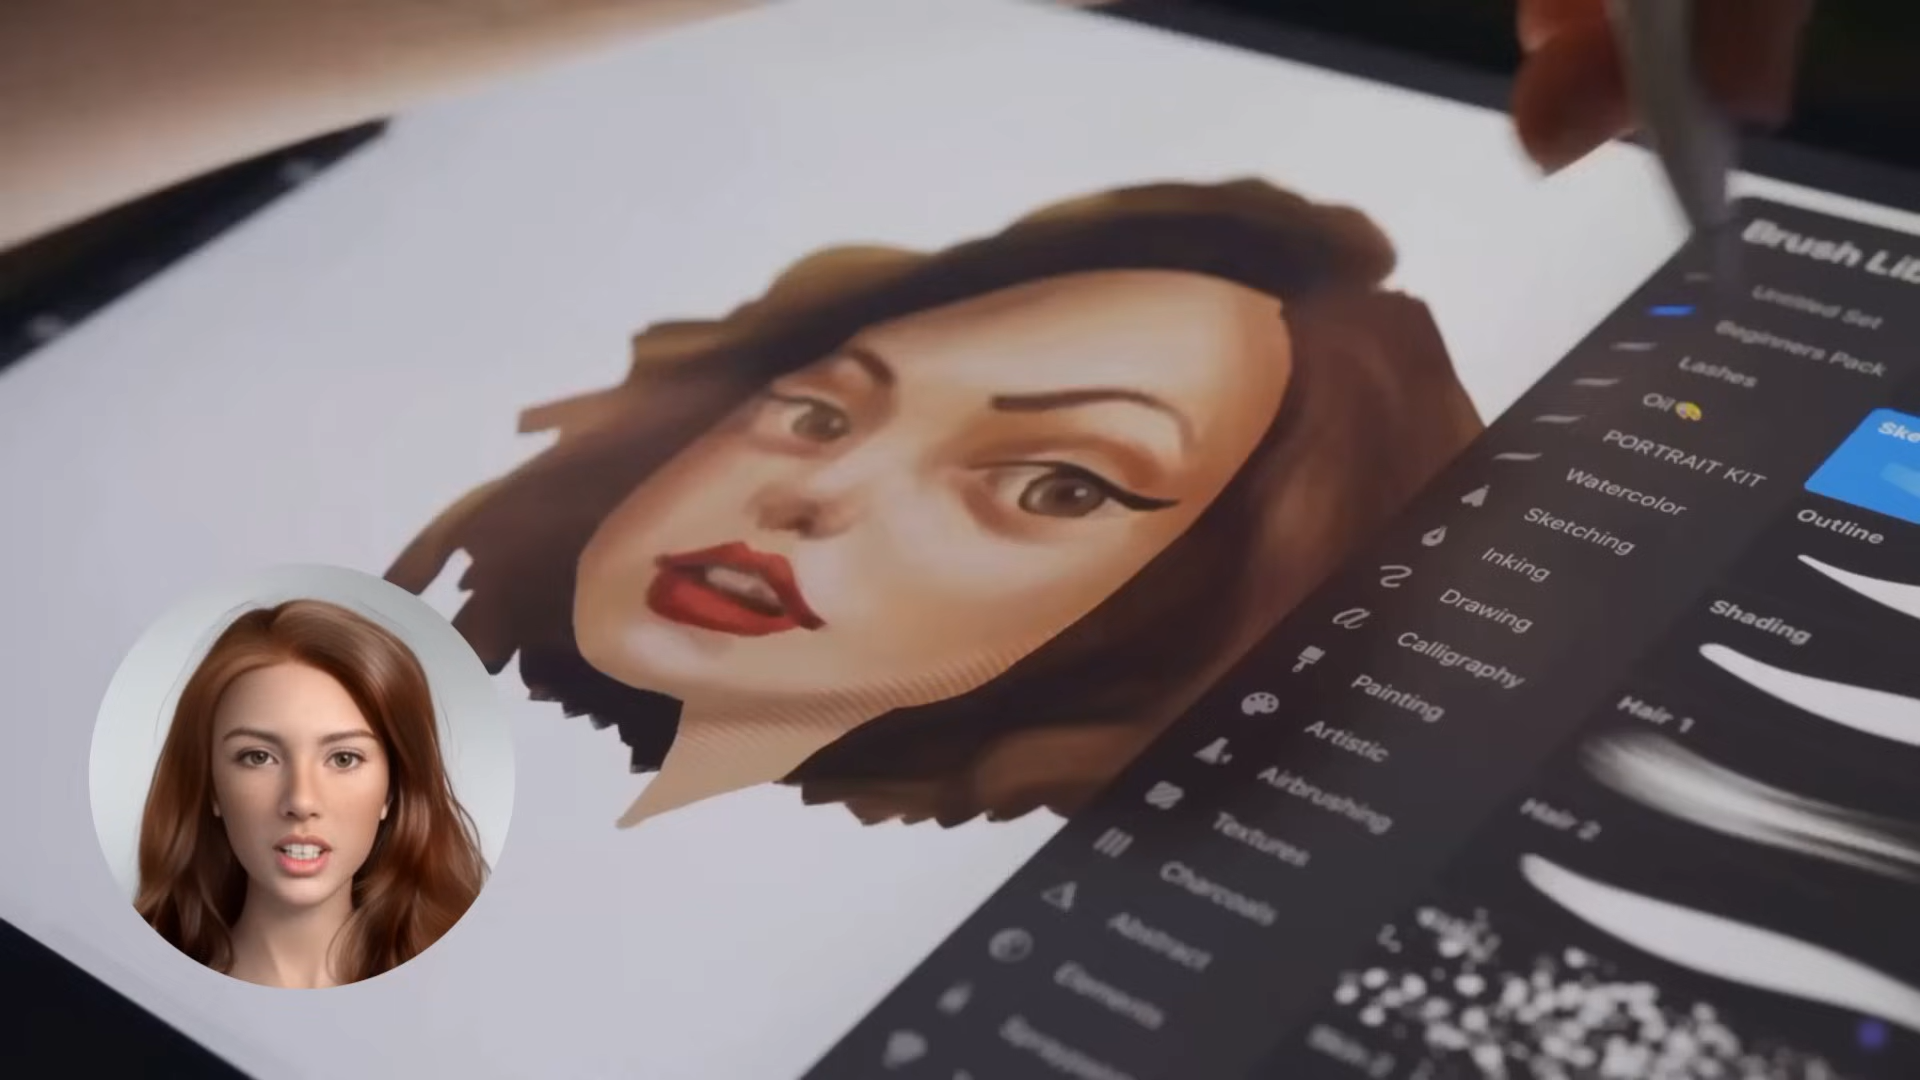 Brush Lib
Untitled Set
Beginners Pack
Lashes
Oil
PORTRAIT KIT
Watercolor
Sketching
Inking
Drawing
Calligraphy
Painting
Artistic
Airbrushing
Textures
Charcoals
Abstract
Elements
Ske
Outline
Shading
Hair 1
Hair 2